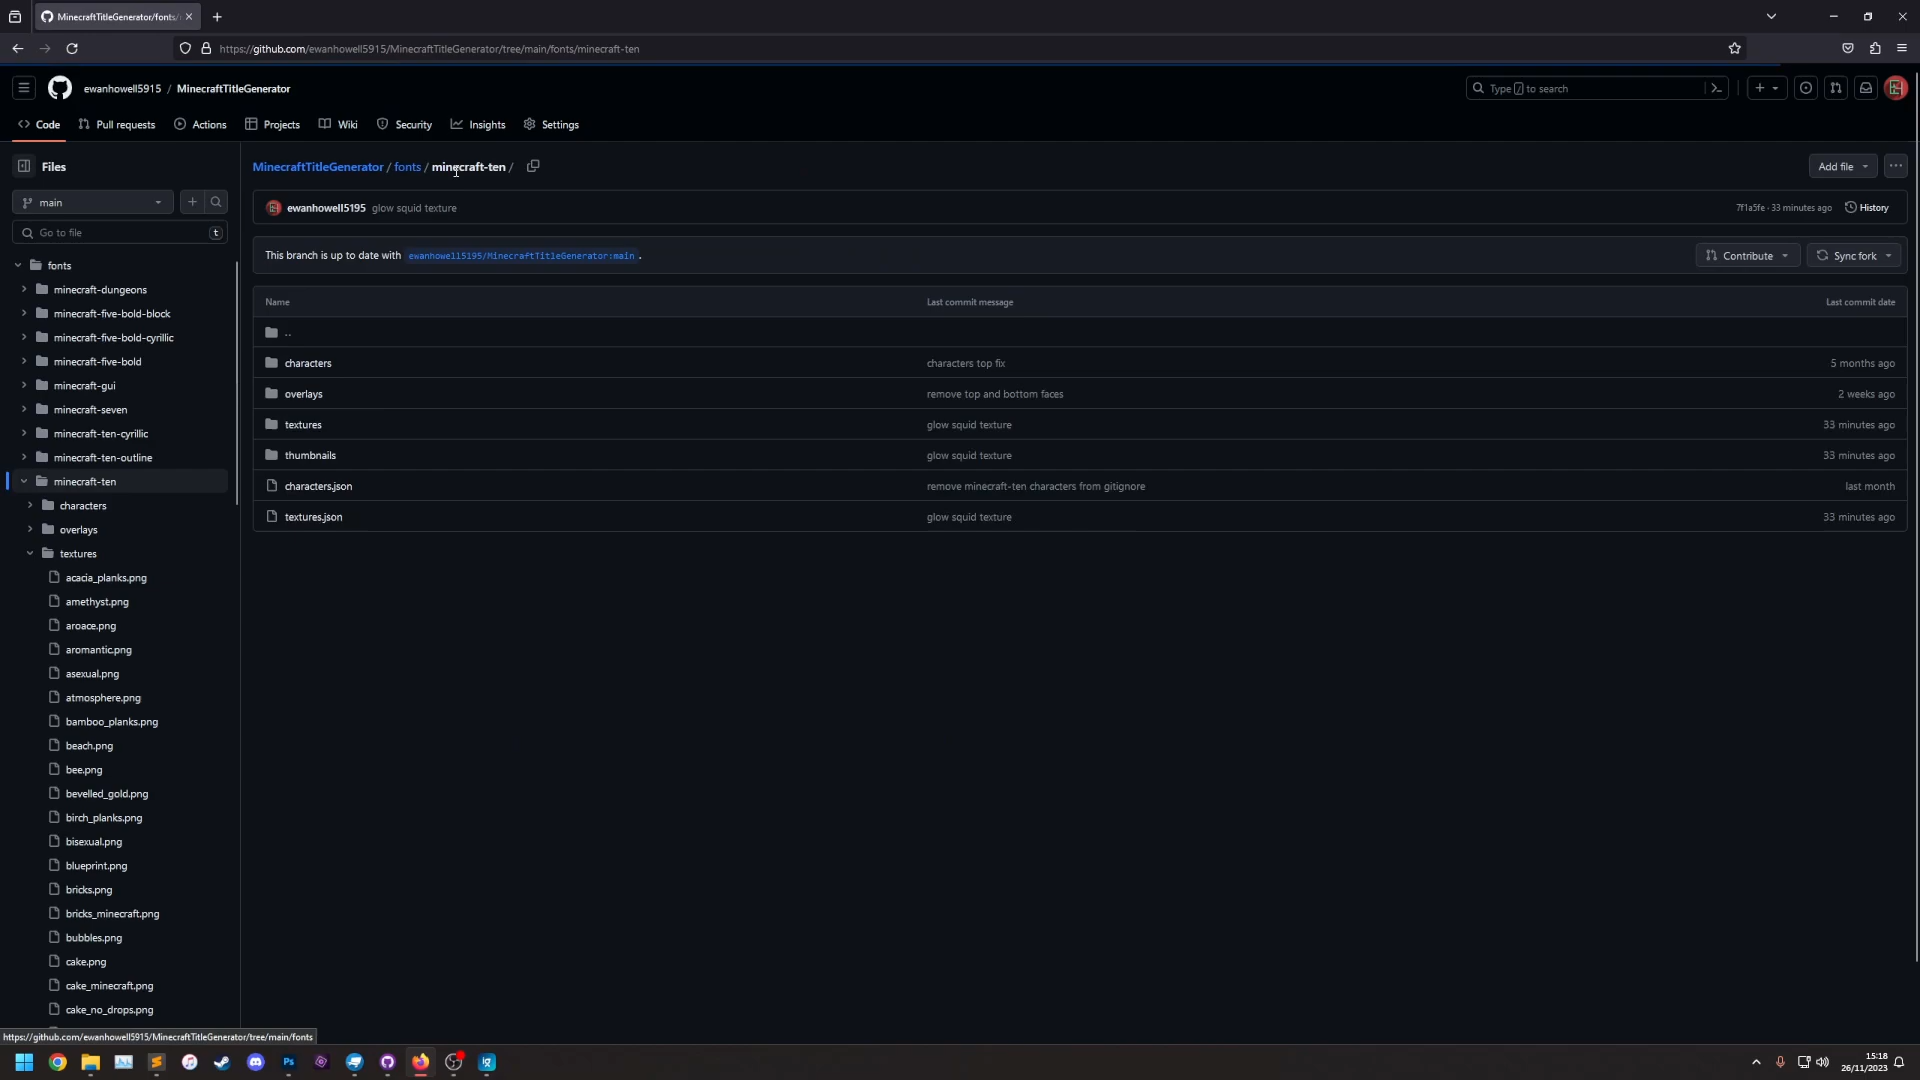 MinecraftTitleGenerator/fonts/
https://github.com/ewanhowell5915/MinecraftTitleGenerator/tree/main/fonts/minecraft-ten
ewanhowell5915 / MinecraftTitleGenerator
Type / to search
Code Pull requests Actions Projects Wiki Security Insights Settings
Files
main
Go to file t
fonts
minecraft-dungeons
minecraft-five-bold-block
minecraft-five-bold-cyrillic
minecraft-five-bold
minecraft-gui
minecraft-seven
minecraft-ten-cyrillic
minecraft-ten-outline
minecraft-ten
characters
overlays
textures
acacia_planks.png
amethyst.png
aroace.png
aromantic.png
asexual.png
atmosphere.png
bamboo_planks.png
beach.png
bee.png
bevelled_gold.png
birch_planks.png
bisexual.png
blueprint.png
bricks.png
bricks_minecraft.png
bubbles.png
cake.png
cake_minecraft.png
cake_no_drops.png
MinecraftTitleGenerator / fonts / minecraft-ten /
Add file
ewanhowell5195 glow squid texture
7f1a5fe · 33 minutes ago History
This branch is up to date with ewanhowell5195/MinecraftTitleGenerator:main .
Contribute Sync fork
Name Last commit message Last commit date
..
characters characters top fix 5 months ago
overlays remove top and bottom faces 2 weeks ago
textures glow squid texture 33 minutes ago
thumbnails glow squid texture 33 minutes ago
characters.json remove minecraft-ten characters from gitignore last month
textures.json glow squid texture 33 minutes ago
https://github.com/ewanhowell5915/MinecraftTitleGenerator/tree/main/fonts
Ps
15:18
26/11/2023